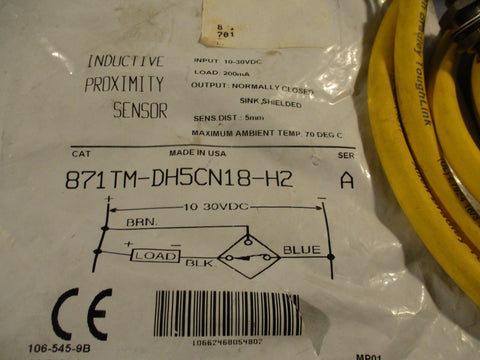 8
701
INDUCTIVE
PROXIMITY
SENSOR
INPUT: 10-30VDC
LOAD: 200mA
OUTPUT: NORMALLY CLOSED
SINK, SHIELDED
SENS DIST: 5mm
MAXIMUM AMBIENT TEMP. 70 DEG C
CAT MADE IN USA SER
871TM-DH5CN18-H2 A
+ 10 30VDC −
BRN.
+ −
LOAD BLK. BLUE
CE
10662468054802
106-545-9B
MP01
ToughLink